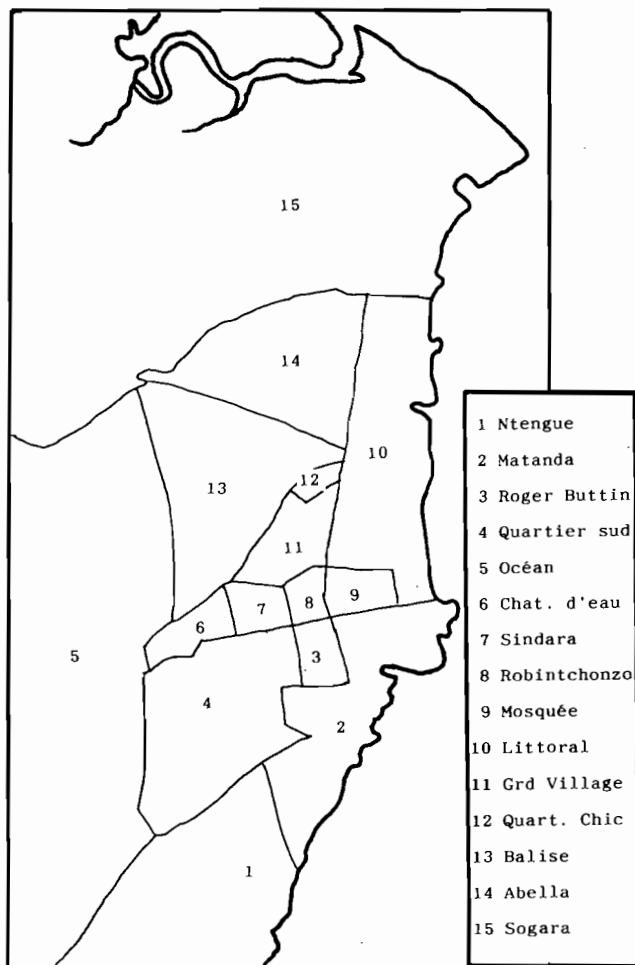 15
14
10
13
12
11
9
8
7
6
5
3
4
2
1
1 Ntengue
2 Matanda
3 Roger Buttin
4 Quartier sud
5 Océan
6 Chat. d'eau
7 Sindara
8 Robintchonzo
9 Mosquée
10 Littoral
11 Grd Village
12 Quart. Chic
13 Balise
14 Abella
15 Sogara